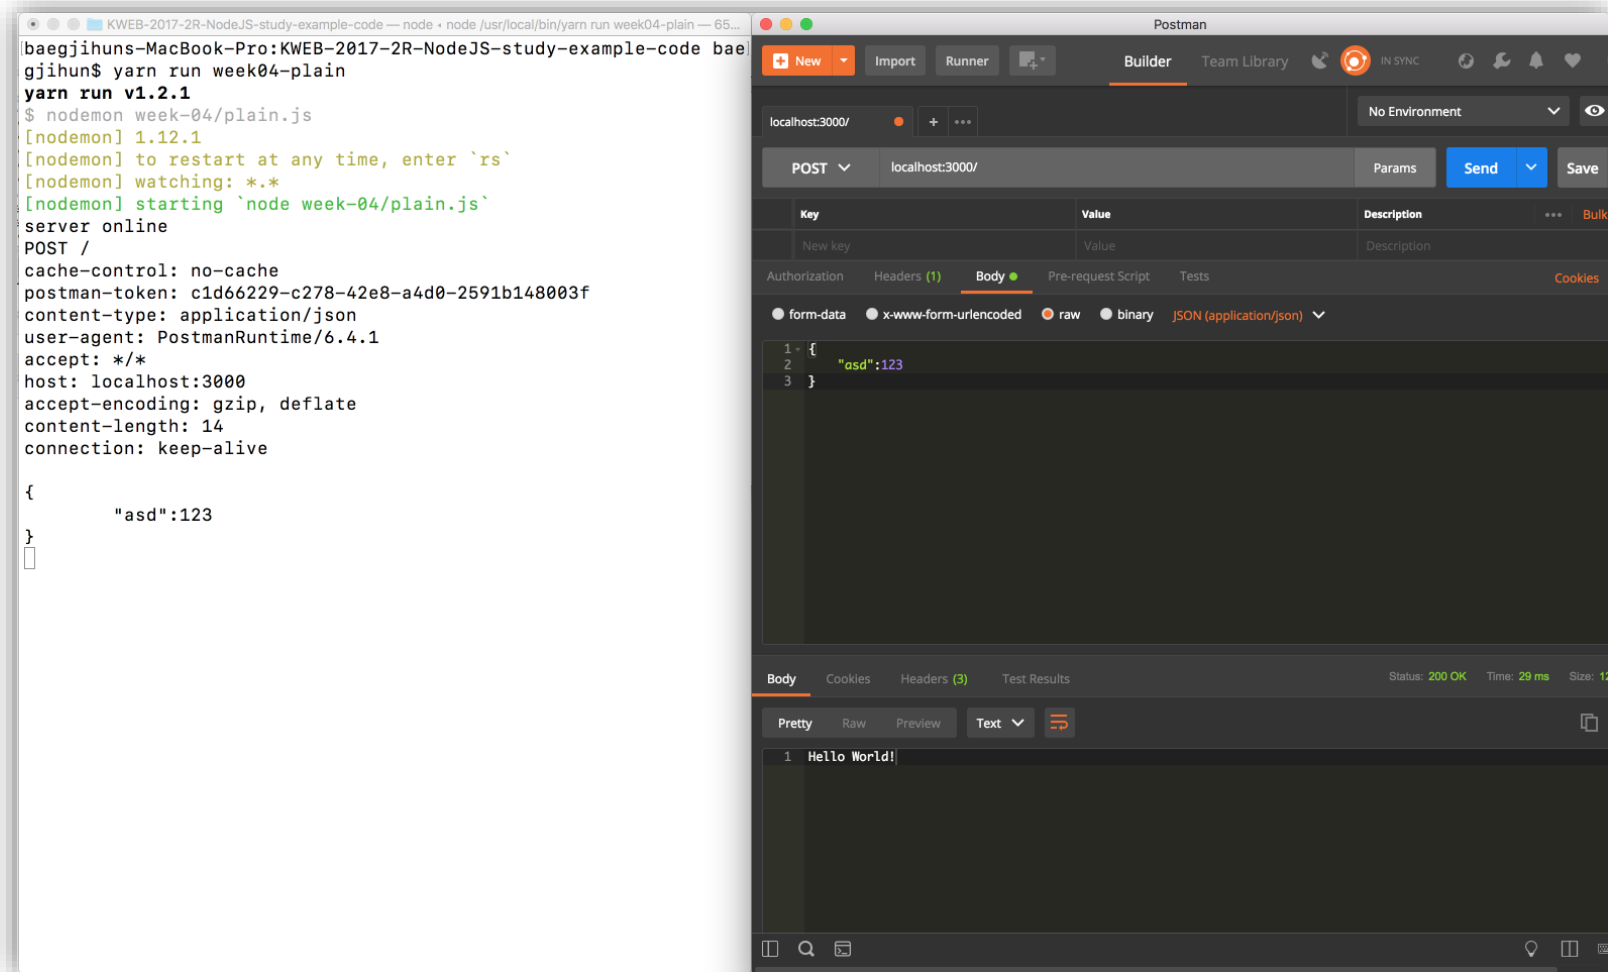 KWEB-2017-2R-NodeJS-study-example-code — node ‹ node /usr/local/bin/yarn run week04-plain — 65...
[baegjihuns-MacBook-Pro:KWEB-2017-2R-NodeJS-study-example-code bae]
gjihun$ yarn run week04-plain
yarn run v1.2.1
$ nodemon week-04/plain.js
[nodemon] 1.12.1
[nodemon] to restart at any time, enter `rs`
[nodemon] watching: *.*
[nodemon] starting `node week-04/plain.js`
server online
POST /
cache-control: no-cache
postman-token: c1d66229-c278-42e8-a4d0-2591b148003f
content-type: application/json
user-agent: PostmanRuntime/6.4.1
accept: */*
host: localhost:3000
accept-encoding: gzip, deflate
content-length: 14
connection: keep-alive
{
"asd":123
}
Postman
New Import Runner Builder Team Library IN SYNC
localhost:3000/ + ••• No Environment
POST localhost:3000/ Params Send Save
Key Value Description ••• Bulk
New key Value Description
Authorization Headers (1) Body Pre-request Script Tests Cookies
form-data x-www-form-urlencoded raw binary JSON (application/json)
1 {
2 "asd":123
3 }
Body Cookies Headers (3) Test Results Status: 200 OK Time: 29 ms Size: 12
Pretty Raw Preview Text
1 Hello World!